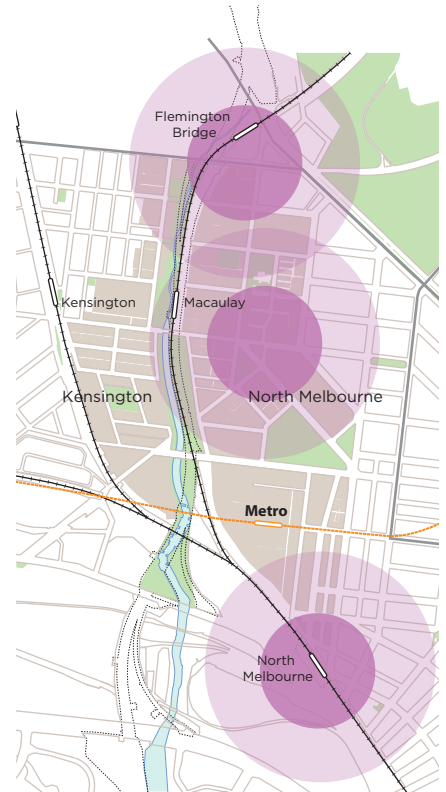 Flemington
Bridge
Kensington
Macaulay
Kensington
North Melbourne
Metro
North
Melbourne